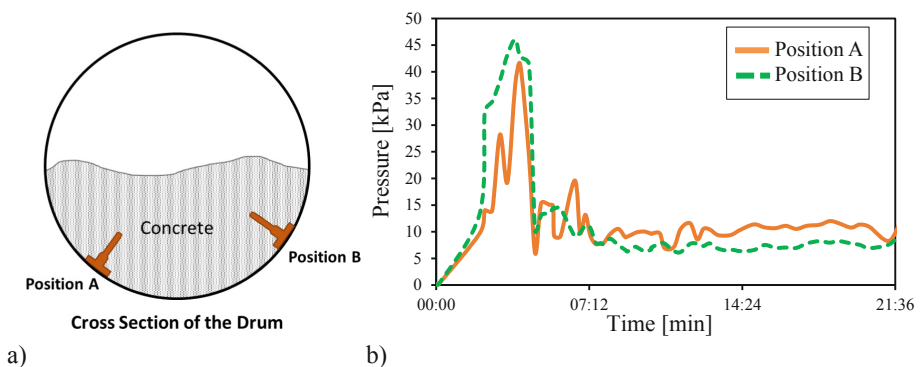 Concrete
Position A
Position B
Cross Section of the Drum
a)
50
45
40
35
30
25
20
15
10
5
0
Pressure [kPa]
Position A
Position B
00:00
07:12
14:24
21:36
Time [min]
b)